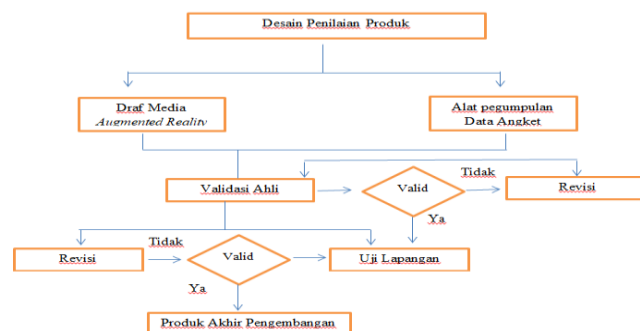 Desain Penilaian Produk
Draf Media
Augmented Reality
Alat pegumpulan
Data Angket
Validasi Ahli
Valid
Tidak
Revisi
Ya
Revisi
Tidak
Valid
Uji Lapangan
Ya
Produk Akhir Pengembangan